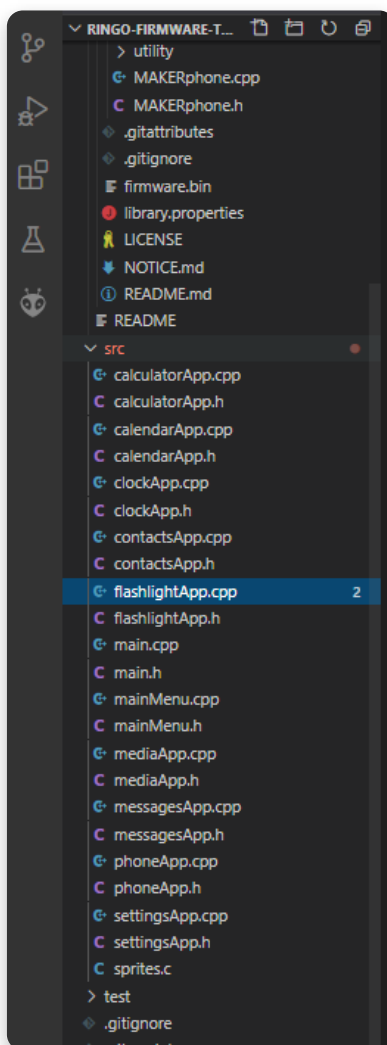 RINGO-FIRMWARE-T...
utility
MAKERphone.cpp
MAKERphone.h
.gitattributes
.gitignore
firmware.bin
library.properties
LICENSE
NOTICE.md
README.md
README
src
calculatorApp.cpp
calculatorApp.h
calendarApp.cpp
calendarApp.h
clockApp.cpp
clockApp.h
contactsApp.cpp
contactsApp.h
flashlightApp.cpp 2
flashlightApp.h
main.cpp
main.h
mainMenu.cpp
mainMenu.h
mediaApp.cpp
mediaApp.h
messagesApp.cpp
messagesApp.h
phoneApp.cpp
phoneApp.h
settingsApp.cpp
settingsApp.h
sprites.c
test
.gitignore